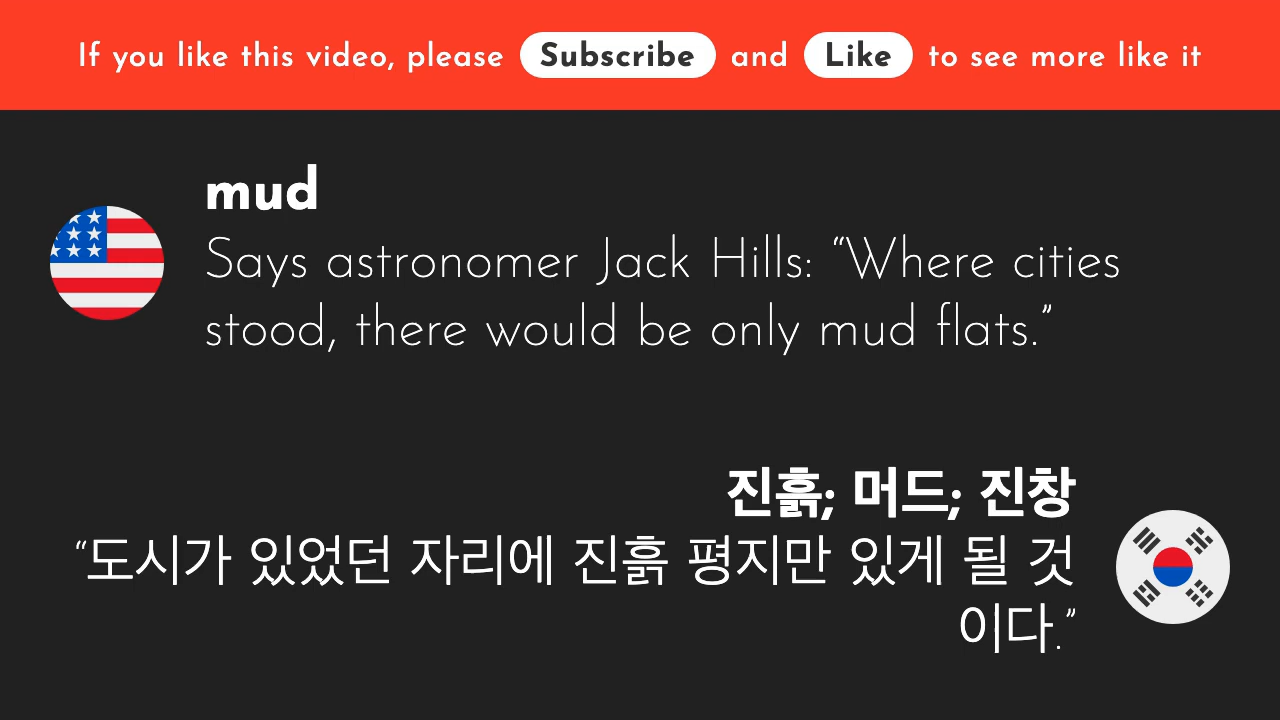 If you like this video, please Subscribe and Like to see more like it
mud
Says astronomer Jack Hills: “Where cities
stood, there would be only mud flats.”
진흙; 머드; 진창
“도시가 있었던 자리에 진흙 평지만 있게 될 것
이다.”